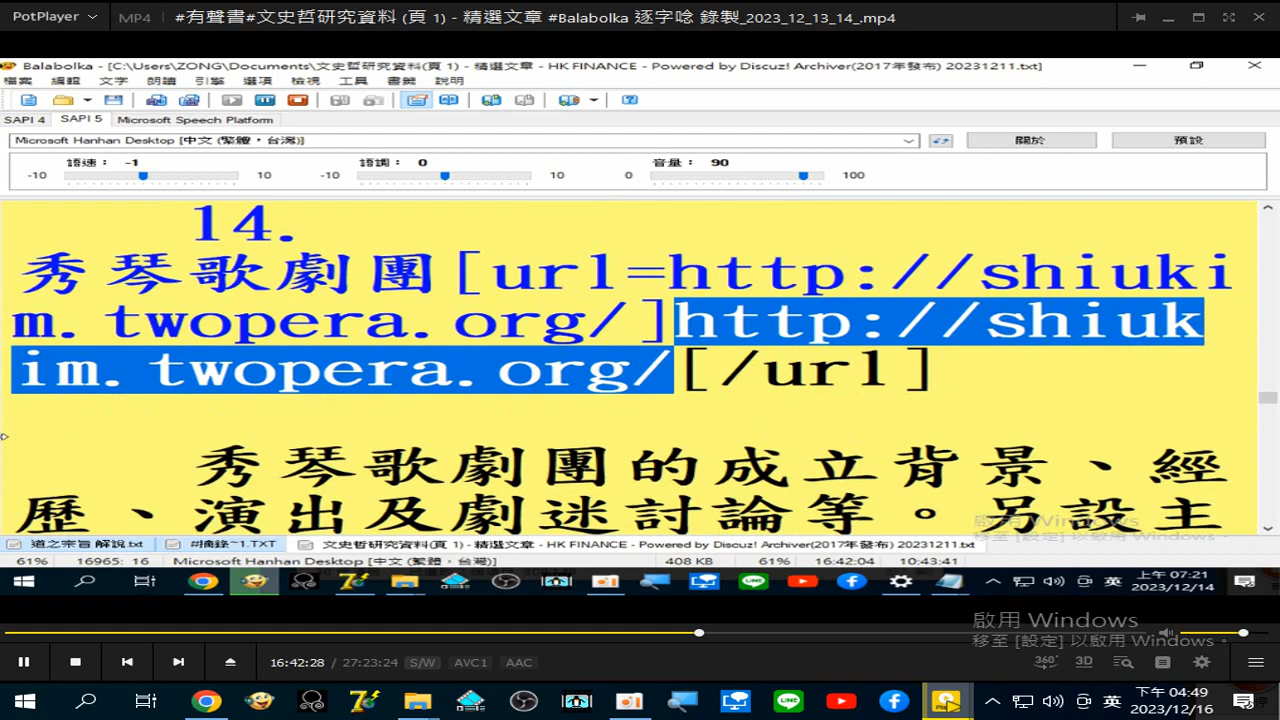 PotPlayer MP4 #有聲書#文史哲研究資料 (頁 1) - 精選文章 #Balabolka 逐字唸 錄製_2023_12_13_14_.mp4
Balabolka - [C:\Users\ZONG\Documents\文史哲研究資料(頁 1) - 精選文章 - HK FINANCE - Powered by Discuz! Archiver(2017年發布) 20231211.txt]
檔案 編輯 文字 朗讀 引擎 選項 檢視 工具 書籤 說明
SAPI 4 SAPI 5 Microsoft Speech Platform
Microsoft Hanhan Desktop [中文 (繁體，台灣)] 關於 預設
語速： -1 語調： 0 音量： 90
-10 10 -10 10 0 100
14.
秀琴歌劇團[url=http://shiuki
m.twopera.org/]http://shiuk
im.twopera.org/[/url]
秀琴歌劇團的成立背景、經
歷、演出及劇迷討論等。另設主
啟用 Windows
移至 [設定] 以啟用 Windows。
道之宗旨 解說.txt #摘錄~1.TXT 文史哲研究資料(頁 1) - 精選文章 - HK FINANCE - Powered by Discuz! Archiver(2017年發布) 20231211.txt
61% 16965: 16 Microsoft Hanhan Desktop [中文 (繁體，台灣)] 408 KB 61% 16:42:04 10:43:41
英 上午 07:21
2023/12/14
啟用 Windows
移至 [設定] 以啟用 Windows。
16:42:28 / 27:23:24 S/W AVC1 AAC 360° 3D
英 下午 04:49
2023/12/16